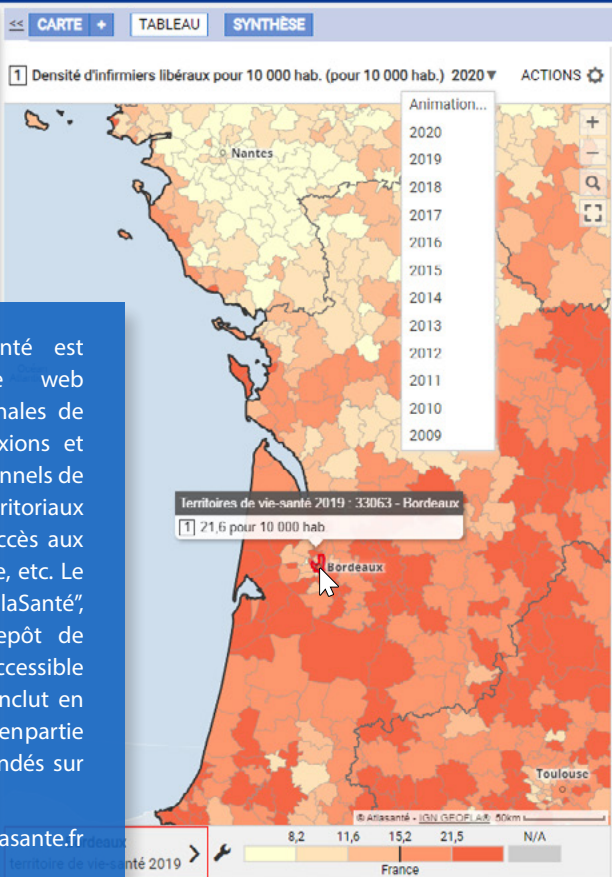 << CARTE + TABLEAU SYNTHÈSE
1 Densité d'infirmiers libéraux pour 10 000 hab. (pour 10 000 hab.) 2020 ▼ ACTIONS
Animation...
2020
2019
2018
2017
2016
2015
2014
2013
2012
2011
2010
2009
+
−
Nantes
nté est
e web
nales de
xions et
nnels de
ritoriaux
ccès aux
e, etc. Le
laSanté”,
epôt de
ccessible
nclut en
enpartie
ndés sur
asante.fr
Territoires de vie-santé 2019 : 33063 - Bordeaux
1 21,6 pour 10 000 hab
Bordeaux
Toulouse
© Atlasanté - IGN GEOFLA® 50km
territoire de vie-santé 2019
8,2 11,6 15,2 21,5 N/A
France